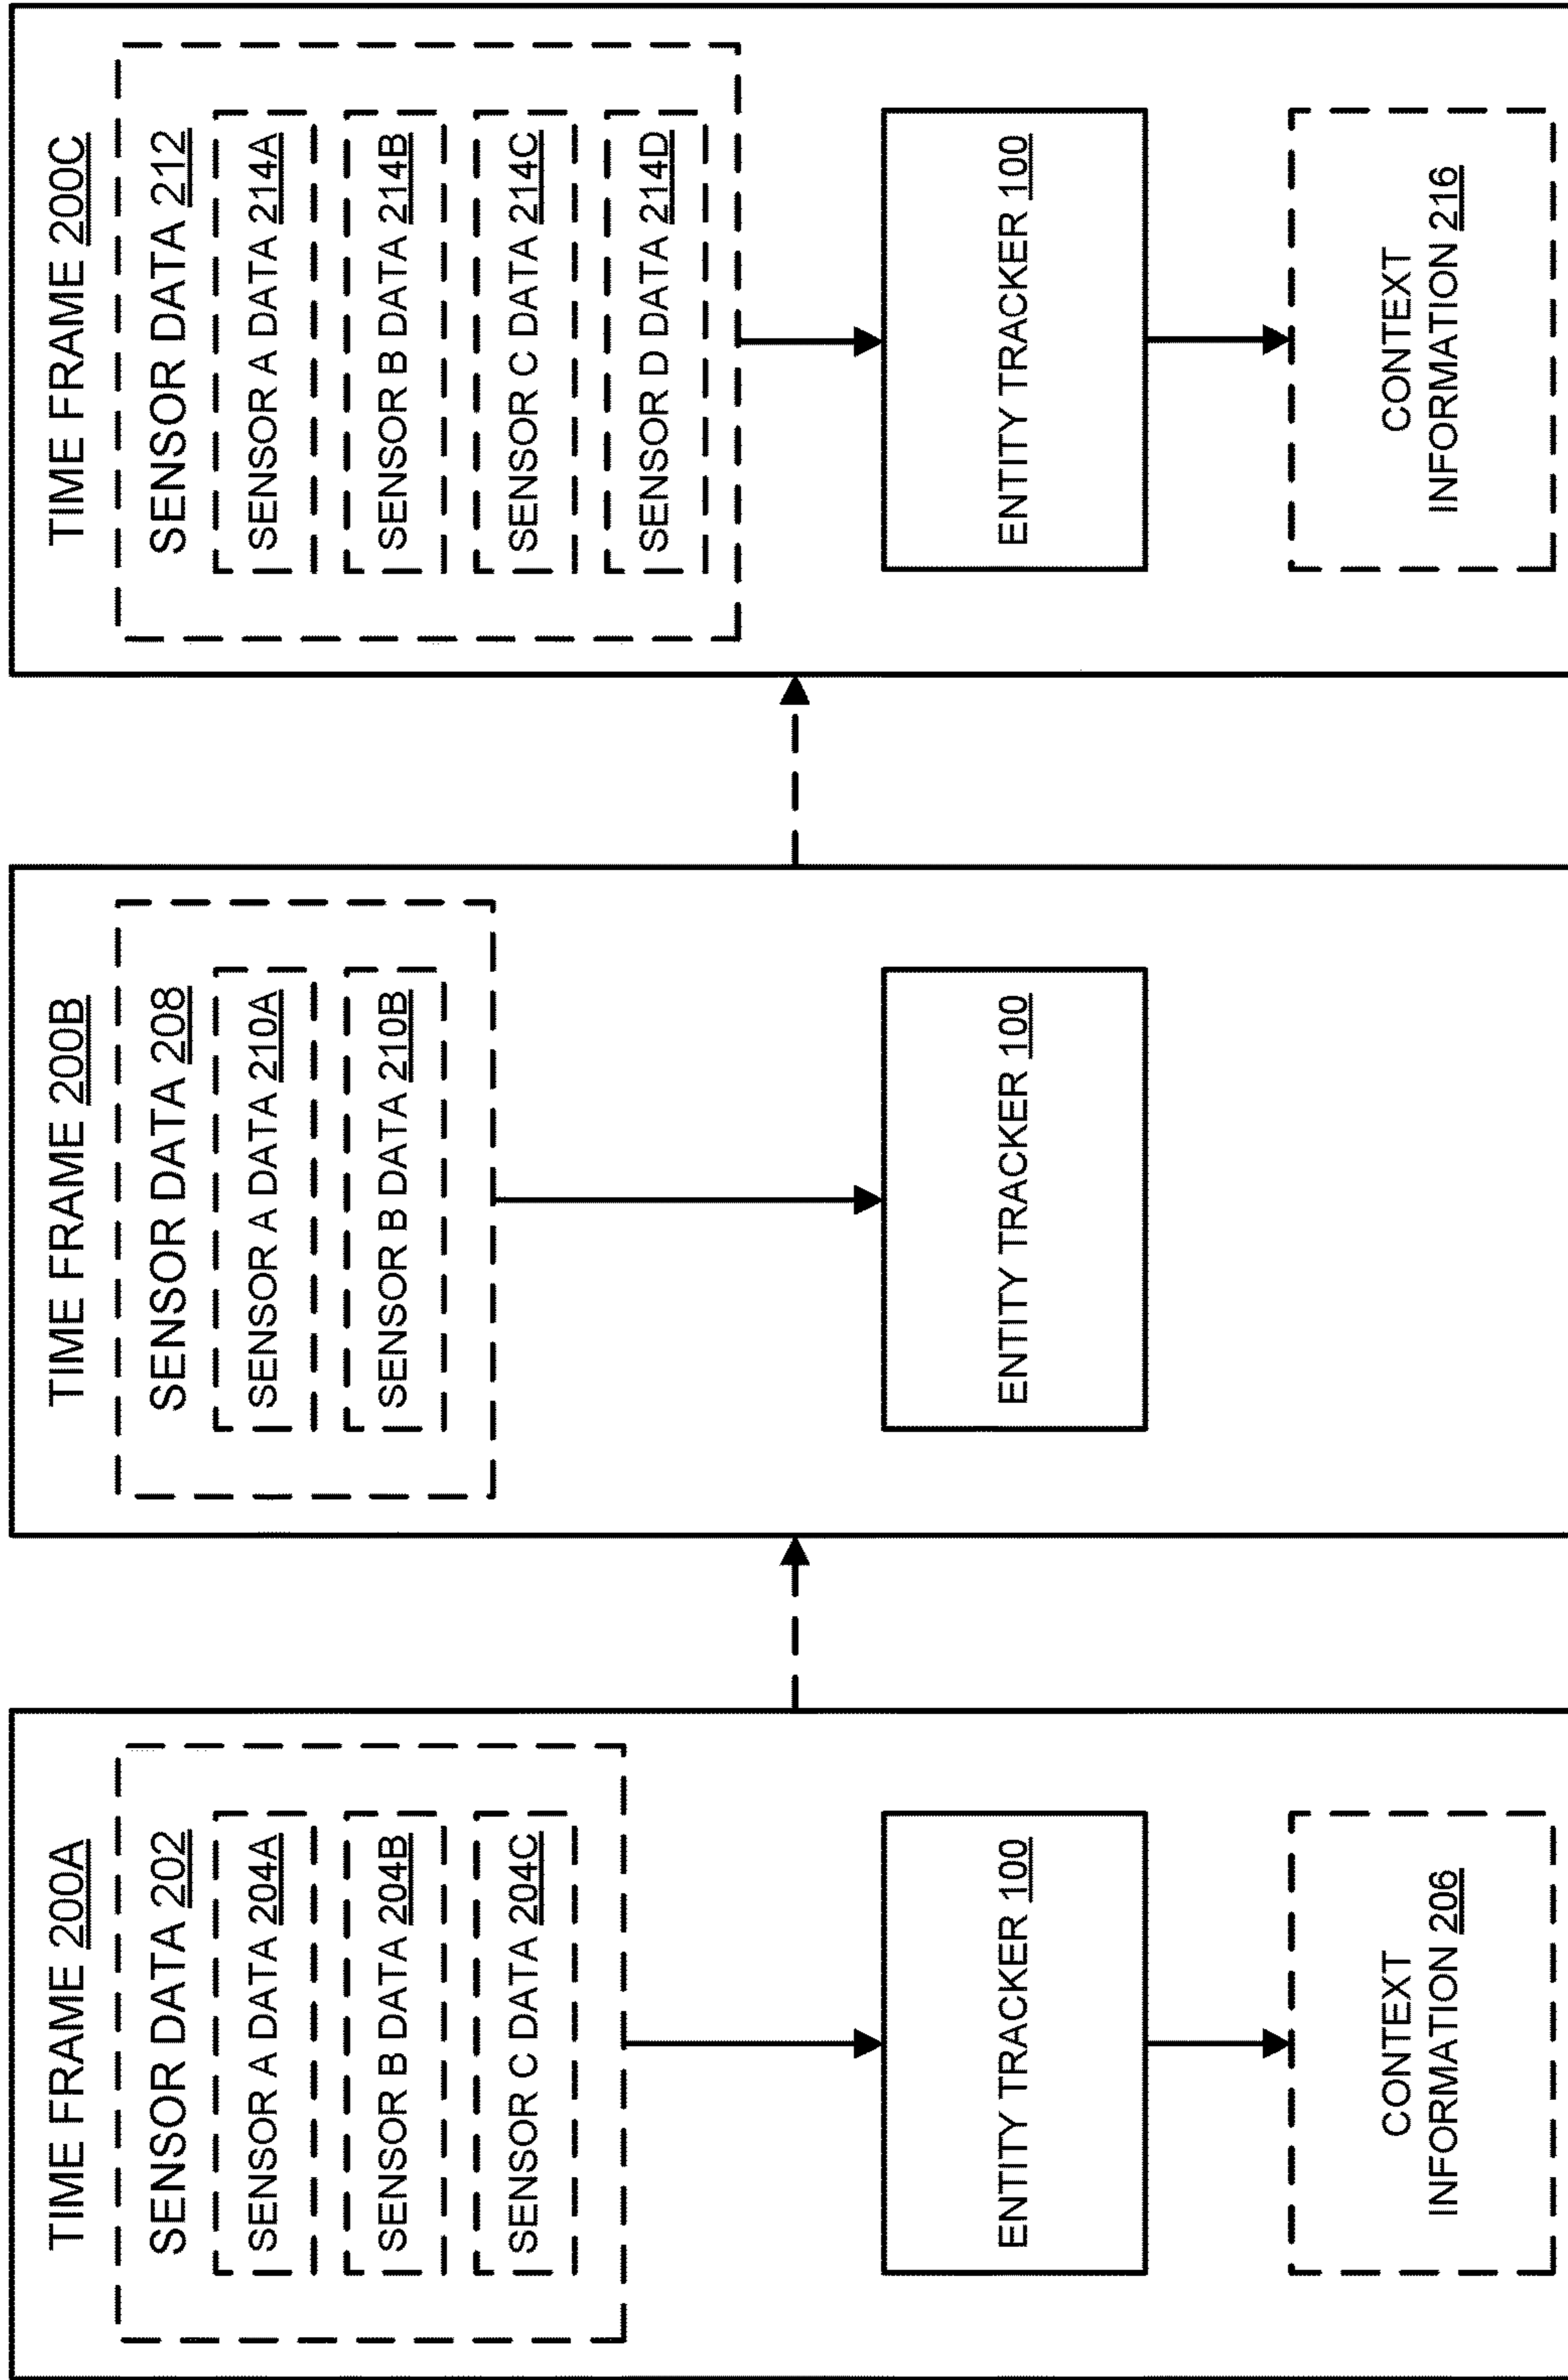 TIME FRAME 200A
SENSOR DATA 202
SENSOR A DATA 204A
SENSOR B DATA 204B
SENSOR C DATA 204C
ENTITY TRACKER 100
CONTEXT
INFORMATION 206
TIME FRAME 200B
SENSOR DATA 208
SENSOR A DATA 210A
SENSOR B DATA 210B
ENTITY TRACKER 100
TIME FRAME 200C
SENSOR DATA 212
SENSOR A DATA 214A
SENSOR B DATA 214B
SENSOR C DATA 214C
SENSOR D DATA 214D
ENTITY TRACKER 100
CONTEXT
INFORMATION 216